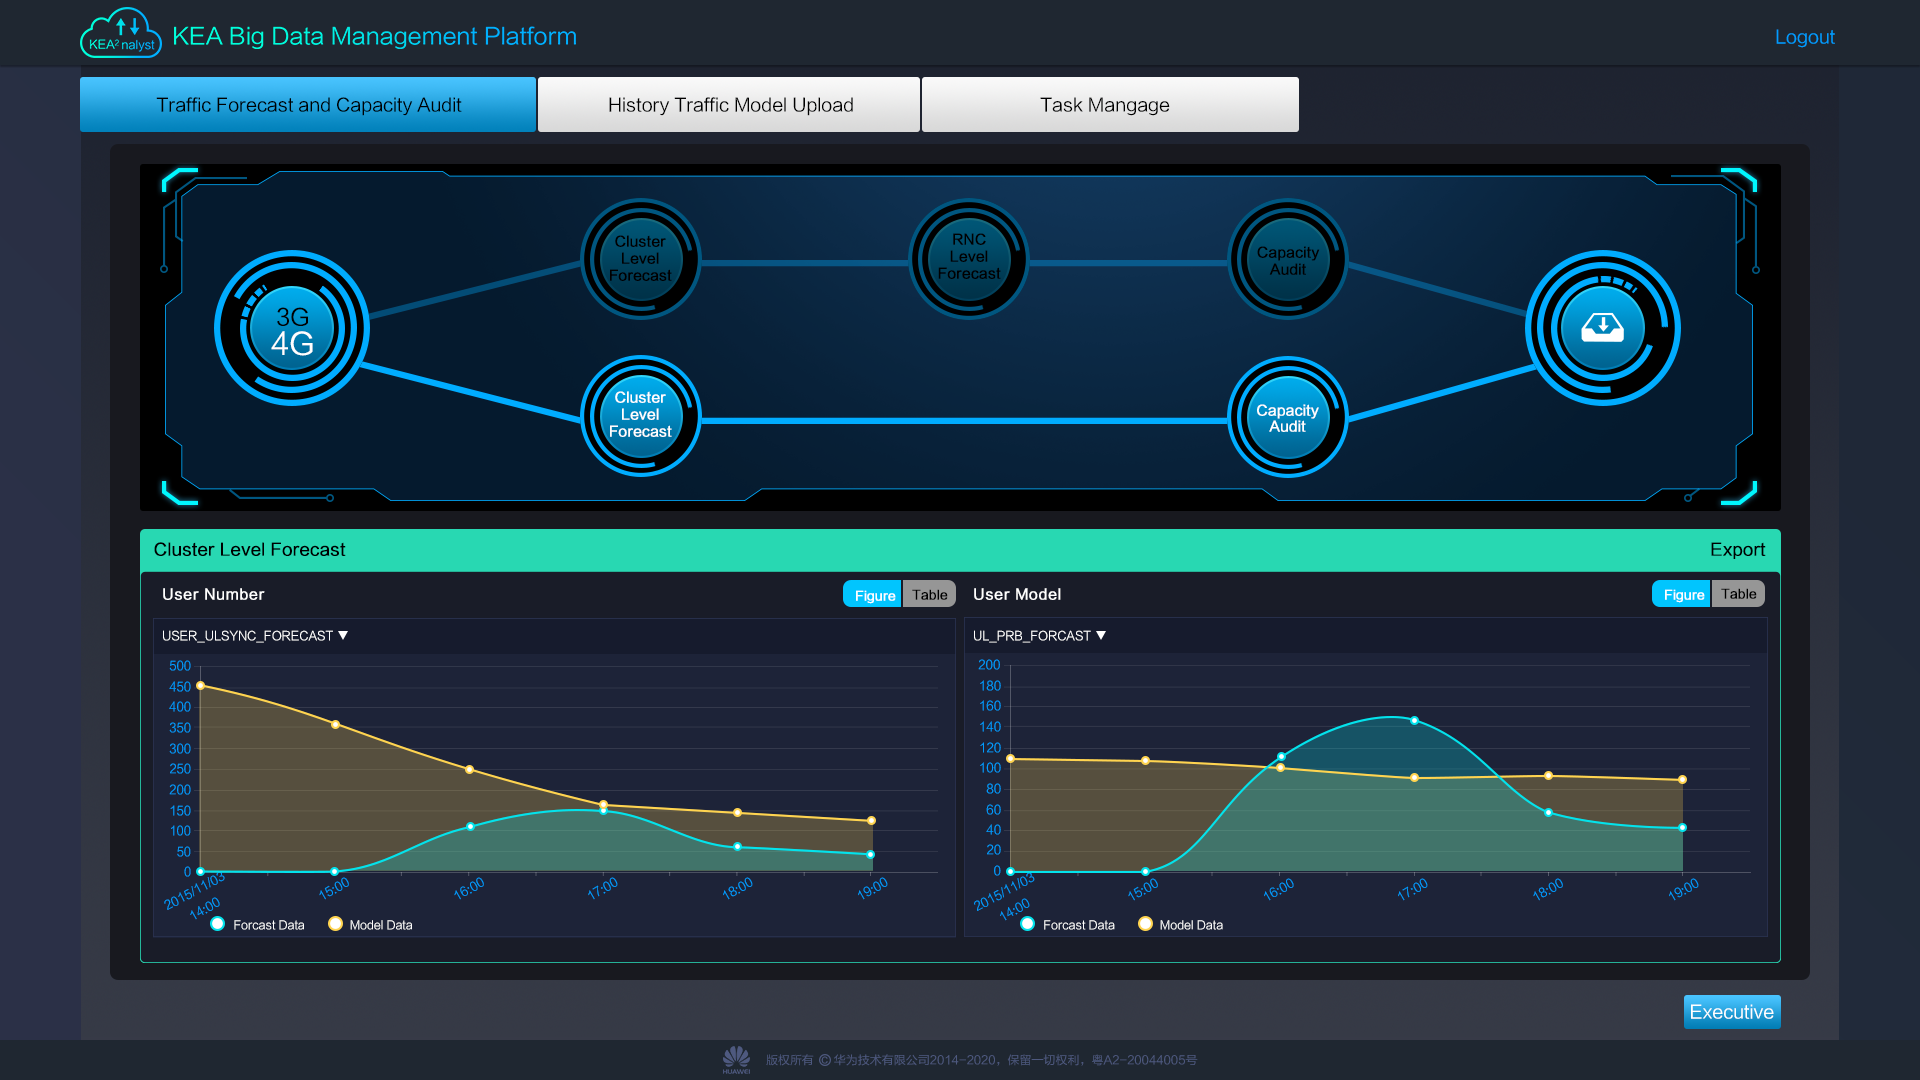 KEA² nalyst
KEA Big Data Management Platform
Logout
Traffic Forecast and Capacity Audit
History Traffic Model Upload
Task Mangage
Cluster
Level
Forecast
RNC
Level
Forecast
Capacity
Audit
3G
4G
Cluster
Level
Forecast
Capacity
Audit
Cluster Level Forecast
Export
User Number
Figure
Table
USER_ULSYNC_FORECAST ▼
500
450
400
350
300
250
200
150
100
50
0
2015/11/03
14:00
15:00
16:00
17:00
18:00
19:00
Forcast Data
Model Data
User Model
Figure
Table
UL_PRB_FORCAST ▼
200
180
160
140
120
100
80
60
40
20
0
2015/11/03
14:00
15:00
16:00
17:00
18:00
19:00
Forcast Data
Model Data
Executive
HUAWEI
版权所有 © 华为技术有限公司2014-2020，保留一切权利，粤A2-20044005号